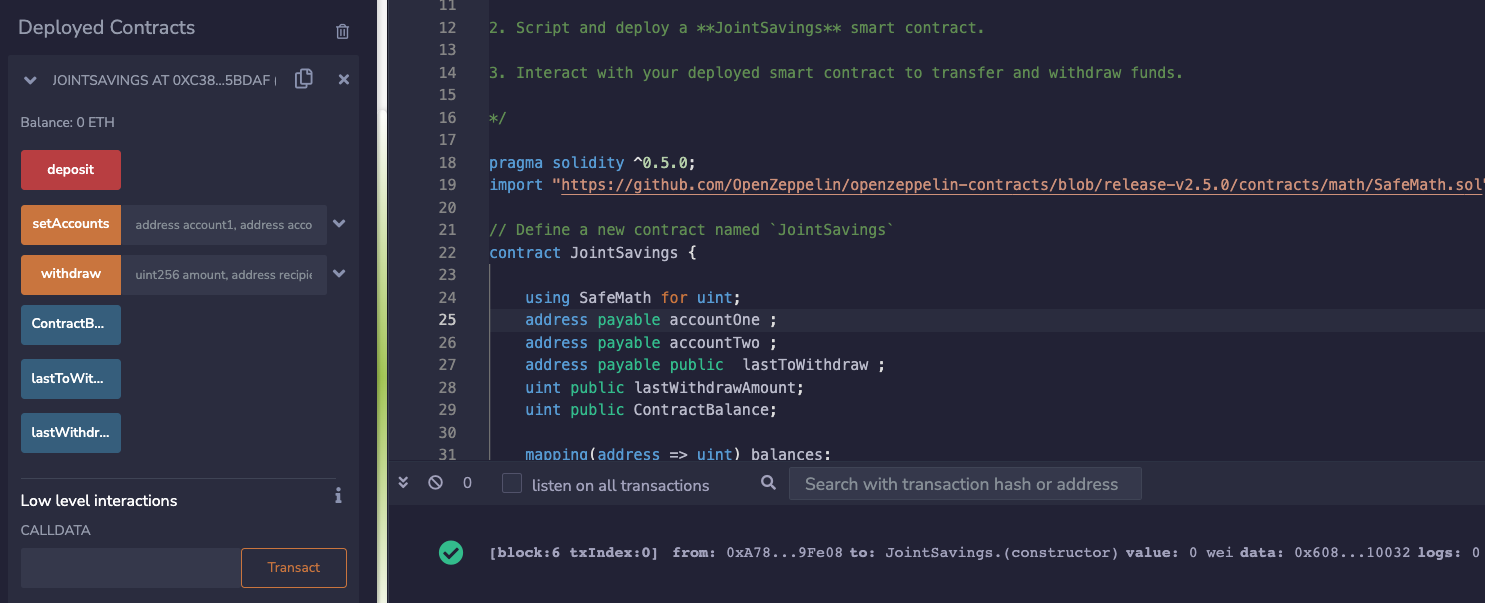 Deployed Contracts
JOINTSAVINGS AT 0XC38...5BDAF (
Balance: 0 ETH
deposit
setAccounts address account1, address acco
withdraw uint256 amount, address recipie
ContractB...
lastToWit...
lastWithdr...
Low level interactions
CALLDATA
Transact
11
12 2. Script and deploy a **JointSavings** smart contract.
13
14 3. Interact with your deployed smart contract to transfer and withdraw funds.
15
16 */
17
18 pragma solidity ^0.5.0;
19 import "https://github.com/OpenZeppelin/openzeppelin-contracts/blob/release-v2.5.0/contracts/math/SafeMath.sol"
20
21 // Define a new contract named `JointSavings`
22 contract JointSavings {
23
24 using SafeMath for uint;
25 address payable accountOne ;
26 address payable accountTwo ;
27 address payable public  lastToWithdraw ;
28 uint public lastWithdrawAmount;
29 uint public ContractBalance;
30
31 mapping(address => uint) balances;
0 listen on all transactions Search with transaction hash or address
[block:6 txIndex:0] from: 0xA78...9Fe08 to: JointSavings.(constructor) value: 0 wei data: 0x608...10032 logs: 0